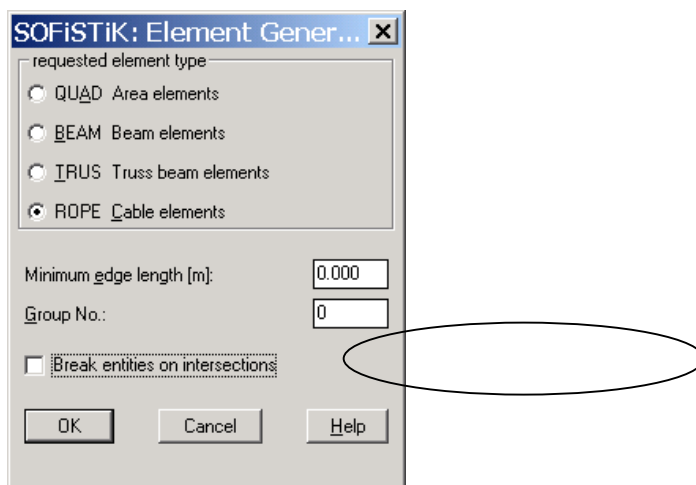 SOFiSTiK: Element Gener...
requested element type
QUAD Area elements
BEAM Beam elements
TRUS Truss beam elements
ROPE Cable elements
Minimum edge length [m]: 0.000
Group No.: 0
Break entities on intersections
OK Cancel Help